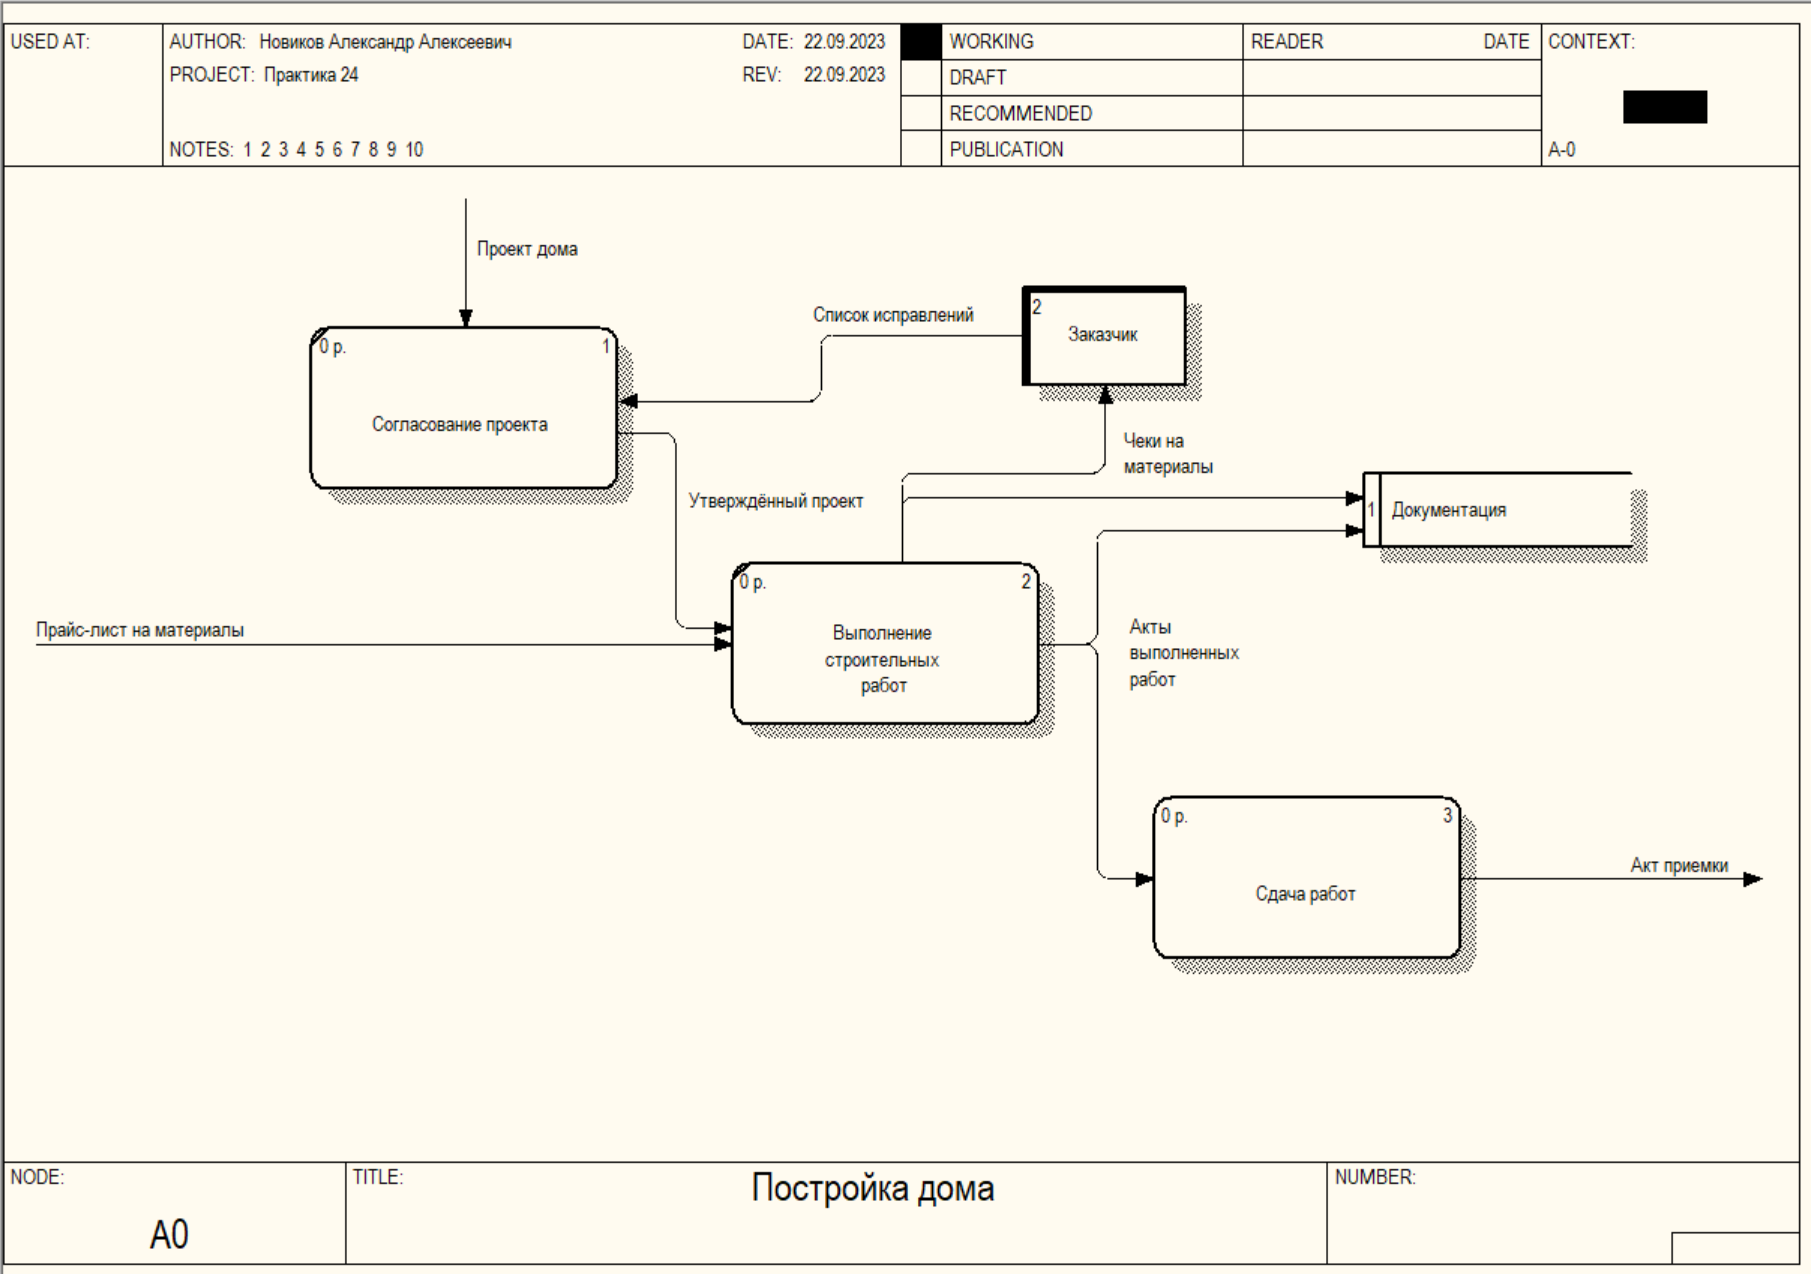 USED AT:
AUTHOR: Новиков Александр Алексеевич
DATE: 22.09.2023
PROJECT: Практика 24
REV: 22.09.2023
NOTES: 1 2 3 4 5 6 7 8 9 10
WORKING
DRAFT
RECOMMENDED
PUBLICATION
READER
DATE
CONTEXT:
A-0
Проект дома
Список исправлений
2
Заказчик
0 р.
1
Согласование проекта
Чеки на
материалы
Утверждённый проект
1
Документация
0 р.
2
Выполнение
строительных
работ
Прайс-лист на материалы
Акты
выполненных
работ
0 р.
3
Сдача работ
Акт приемки
NODE:
A0
TITLE:
Постройка дома
NUMBER: